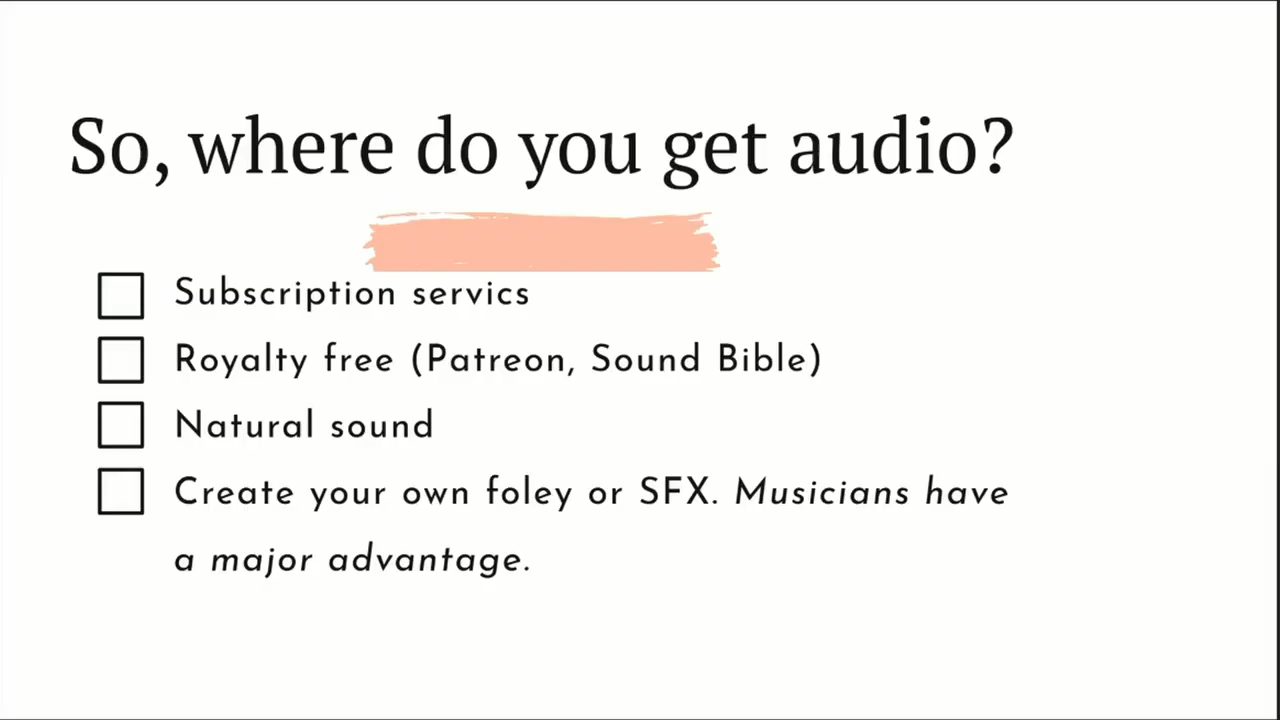 So, where do you get audio?
Subscription servics
Royalty free (Patreon, Sound Bible)
Natural sound
Create your own foley or SFX. Musicians have
a major advantage.